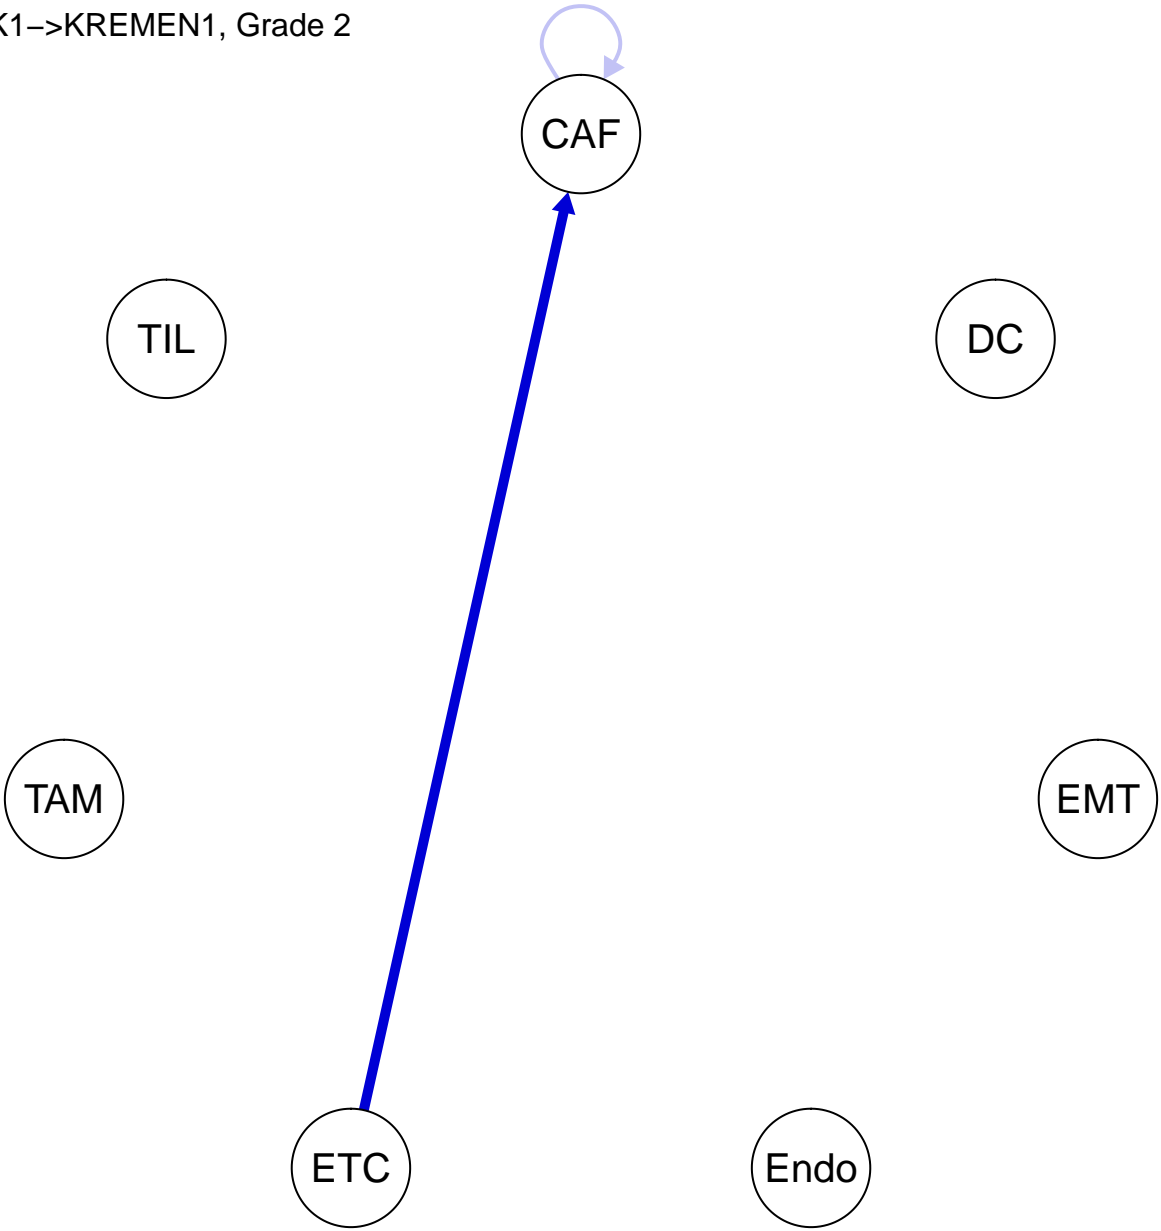 K1−>KREMEN1, Grade 2
CAF
TIL
DC
TAM
EMT
ETC
Endo